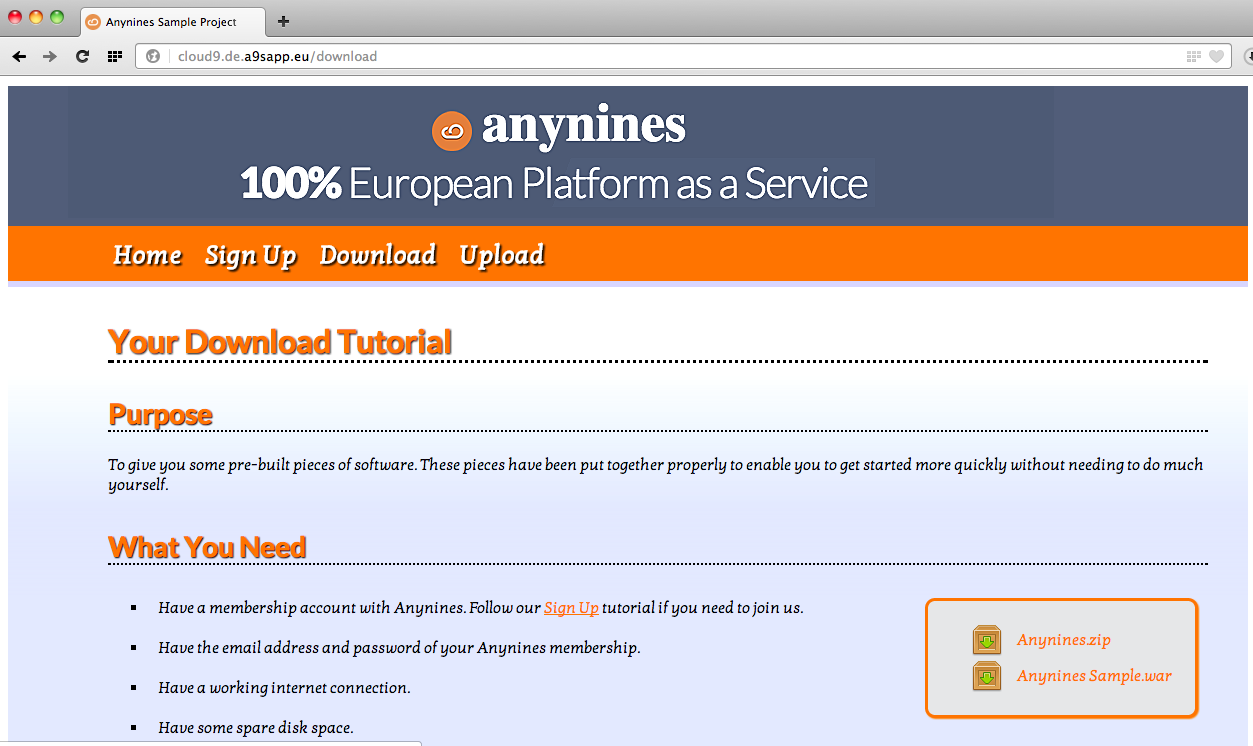 Anynines Sample Project
cloud9.de.a9sapp.eu/download
anynines
100% European Platform as a Service
Home Sign Up Download Upload
Your Download Tutorial
Purpose
To give you some pre-built pieces of software. These pieces have been put together properly to enable you to get started more quickly without needing to do much
yourself.
What You Need
Have a membership account with Anynines. Follow our Sign Up tutorial if you need to join us.
Have the email address and password of your Anynines membership.
Have a working internet connection.
Have some spare disk space.
Anynines.zip
Anynines Sample.war